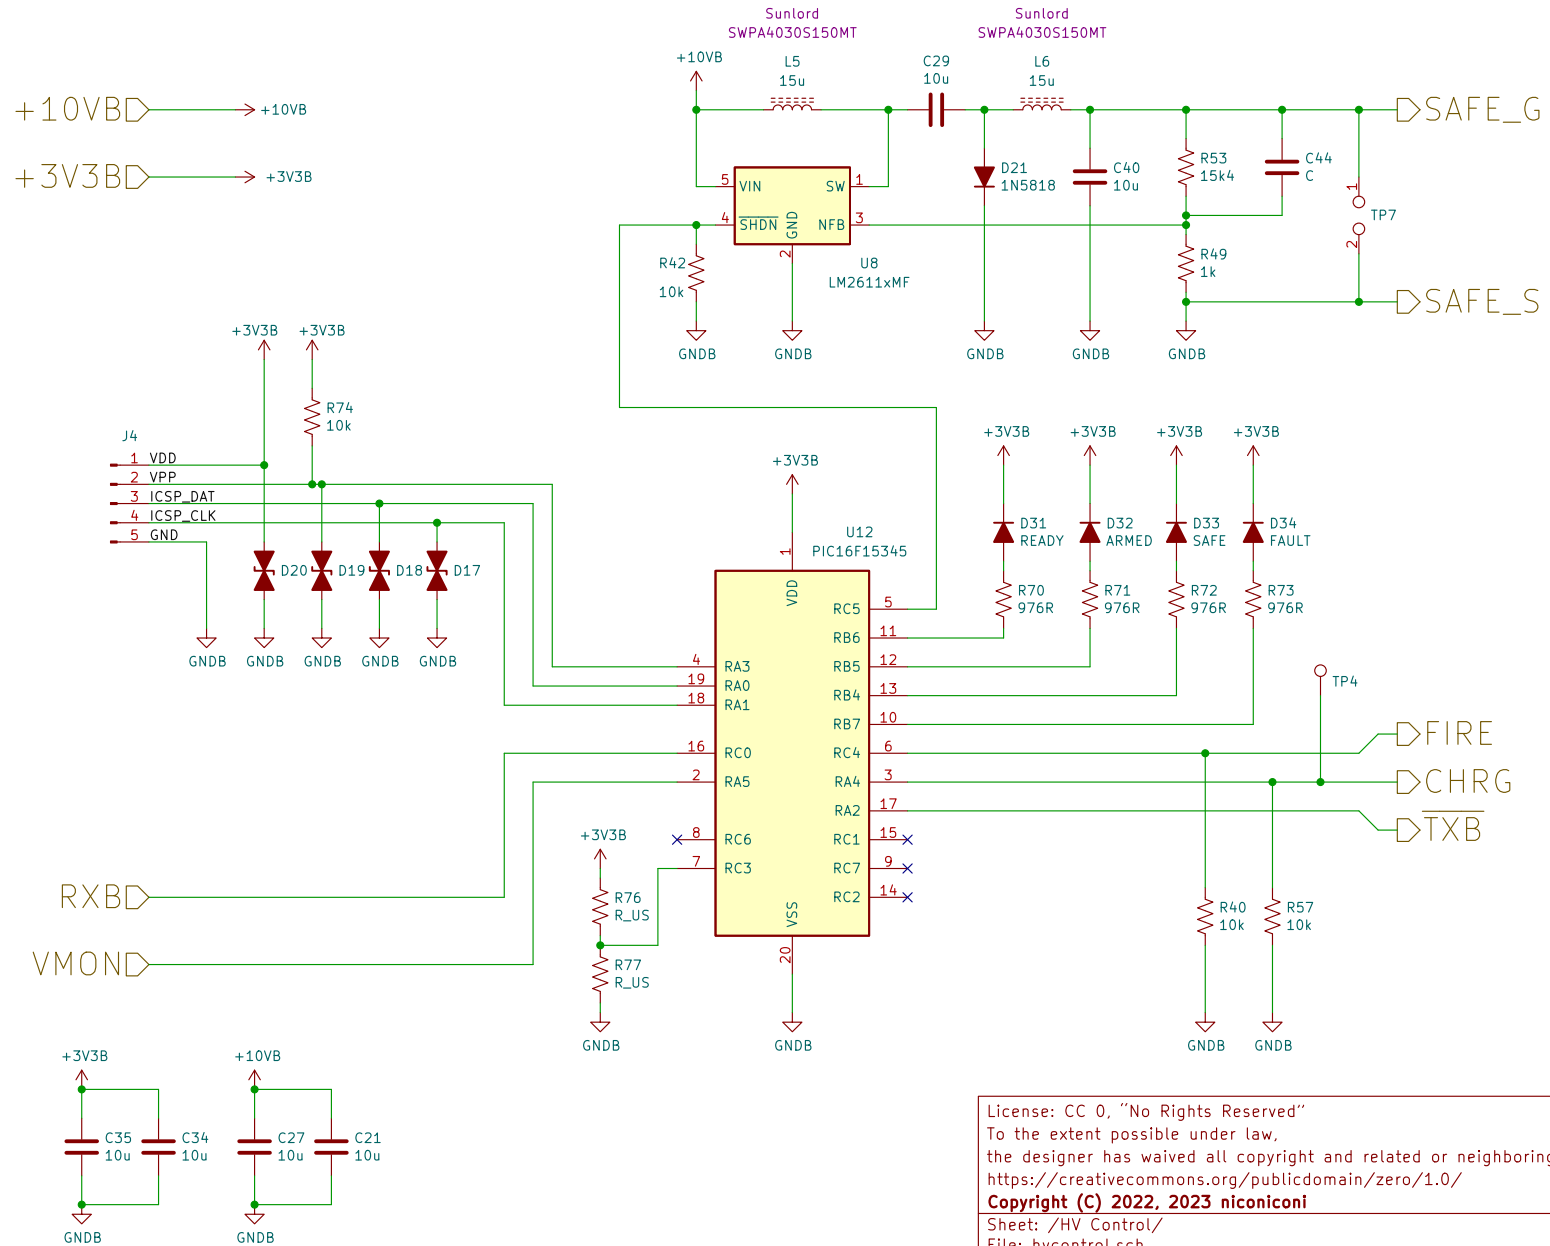 Sunlord
SWPA4030S150MT
Sunlord
SWPA4030S150MT
+10VB
L5
15u
C29
10u
L6
15u
+10VB
+10VB
SAFE_G
+3V3B
+3V3B
5
VIN
SW
1
4
SHDN
GND
NFB
3
2
U8
LM2611xMF
R42
10k
D21
1N5818
C40
10u
R53
15k4
C44
C
R49
1k
1
TP7
2
SAFE_S
GNDB
GNDB
GNDB
GNDB
GNDB
+3V3B
+3V3B
R74
10k
J4
1
VDD
2
VPP
3
ICSP_DAT
4
ICSP_CLK
5
GND
D20
D19
D18
D17
GNDB
GNDB
GNDB
GNDB
GNDB
+3V3B
+3V3B
+3V3B
+3V3B
+3V3B
D31
READY
D32
ARMED
D33
SAFE
D34
FAULT
R70
976R
R71
976R
R72
976R
R73
976R
U12
PIC16F15345
1
VDD
RC5
5
RB6
11
RB5
12
RB4
13
RB7
10
RC4
6
RA4
3
RA2
17
RC1
15
RC7
9
RC2
14
4
RA3
19
RA0
18
RA1
16
RC0
2
RA5
8
RC6
7
RC3
VSS
20
GNDB
TP4
FIRE
CHRG
TXB
R40
10k
R57
10k
GNDB
GNDB
+3V3B
R76
R_US
R77
R_US
GNDB
RXB
VMON
+3V3B
C35
10u
C34
10u
GNDB
+10VB
C27
10u
C21
10u
GNDB
License: CC 0, "No Rights Reserved"
To the extent possible under law,
the designer has waived all copyright and related or neighboring
https://creativecommons.org/publicdomain/zero/1.0/
Copyright (C) 2022, 2023 niconiconi
Sheet: /HV Control/
File: hvcontrol.sch